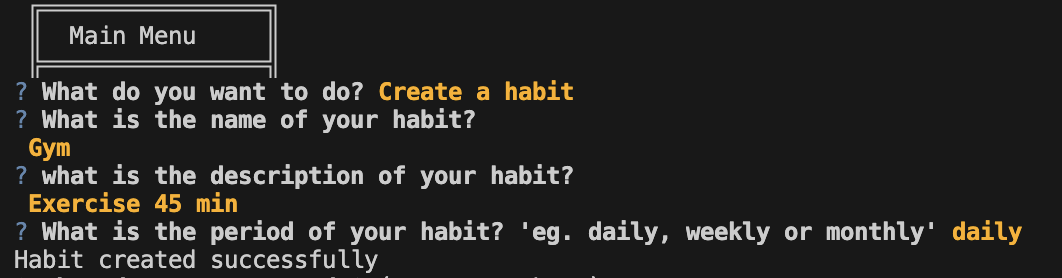 Main Menu
? What do you want to do? Create a habit
? What is the name of your habit?
Gym
? what is the description of your habit?
Exercise 45 min
? What is the period of your habit? 'eg. daily, weekly or monthly' daily
Habit created successfully